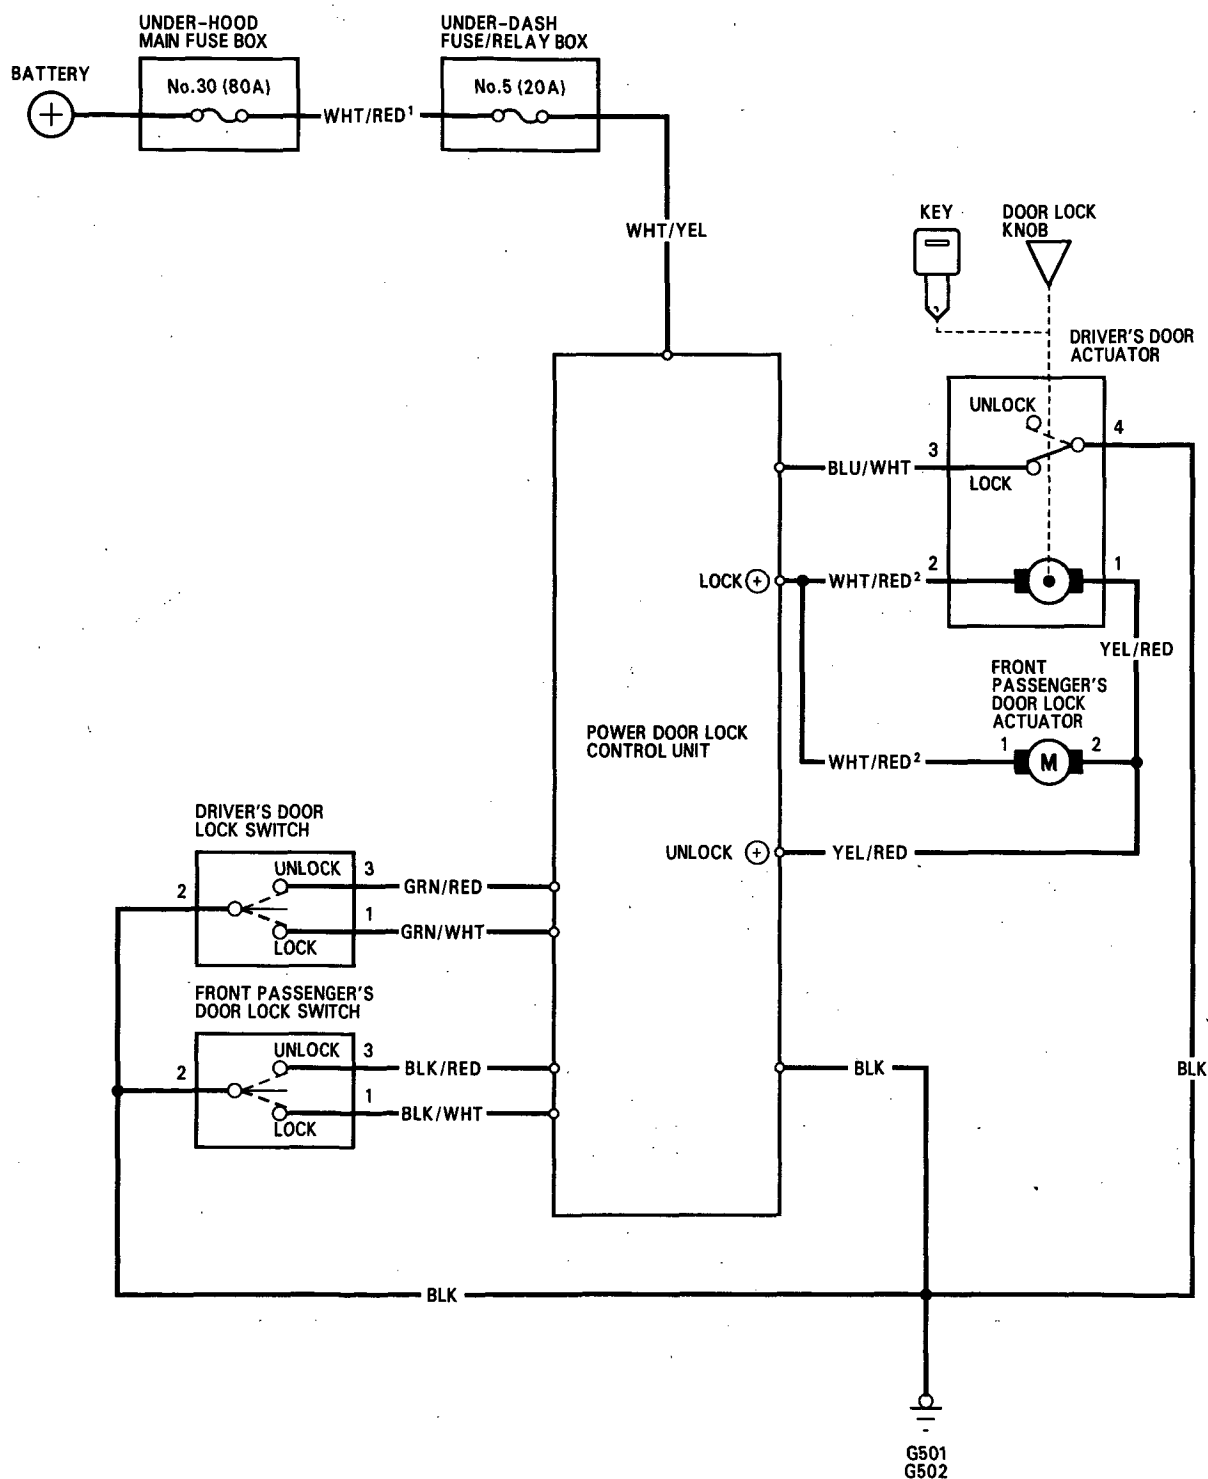 UNDER-HOOD
MAIN FUSE BOX
UNDER-DASH
FUSE/RELAY BOX
BATTERY
No.30 (80A)
No.5 (20A)
WHT/RED¹
WHT/YEL
KEY
DOOR LOCK
KNOB
DRIVER'S DOOR
ACTUATOR
UNLOCK
4
3
BLU/WHT
LOCK
LOCK
WHT/RED²
2
1
YEL/RED
FRONT
PASSENGER'S
DOOR LOCK
ACTUATOR
POWER DOOR LOCK
CONTROL UNIT
WHT/RED²
1
M
2
UNLOCK
YEL/RED
DRIVER'S DOOR
LOCK SWITCH
UNLOCK
3
GRN/RED
2
1
GRN/WHT
LOCK
FRONT PASSENGER'S
DOOR LOCK SWITCH
UNLOCK
3
BLK/RED
2
1
BLK/WHT
LOCK
BLK
BLK
BLK
G501
G502